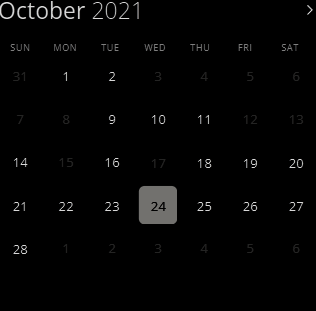 October 2021
SUN MON TUE WED THU FRI SAT
31 1 2 3 4 5 6
7 8 9 10 11 12 13
14 15 16 17 18 19 20
21 22 23 24 25 26 27
28 1 2 3 4 5 6